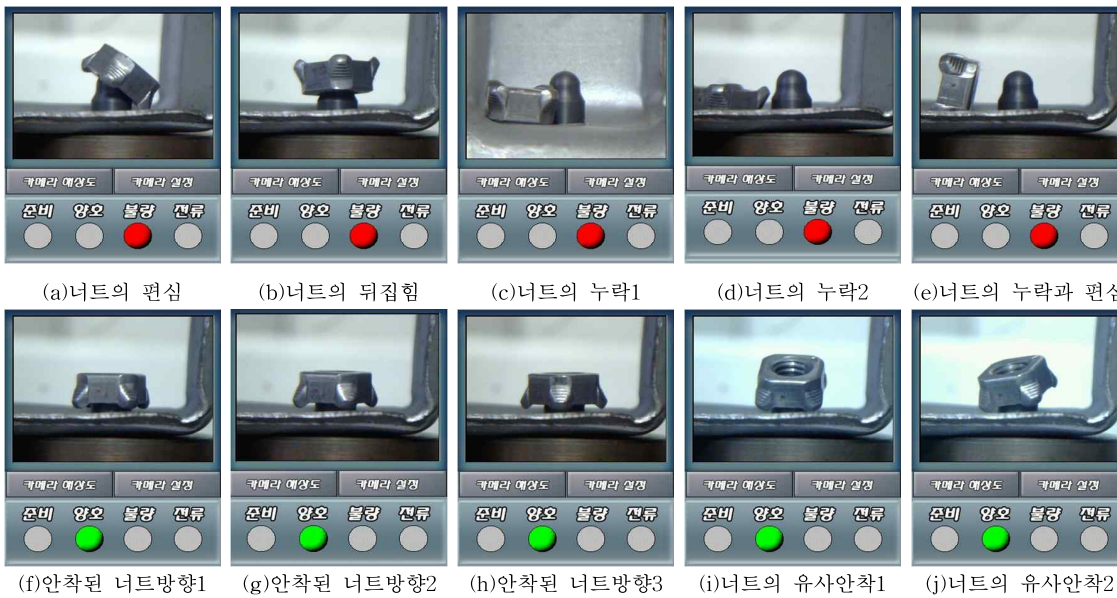 카메라 해상도 카메라 설정 카메라 해상도 카메라 설정 카메라 해상도 카메라 설정 카메라 해상도 카메라 설정 카메라 해상도 카메라 설정
준비 양호 불량 전류 준비 양호 불량 전류 준비 양호 불량 전류 준비 양호 불량 전류 준비 양호 불량 전류
(a)너트의 편심 (b)너트의 뒤집힘 (c)너트의 누락1 (d)너트의 누락2 (e)너트의 누락과 편심
카메라 해상도 카메라 설정 카메라 해상도 카메라 설정 카메라 해상도 카메라 설정 카메라 해상도 카메라 설정 카메라 해상도 카메라 설정
준비 양호 불량 전류 준비 양호 불량 전류 준비 양호 불량 전류 준비 양호 불량 전류 준비 양호 불량 전류
(f)안착된 너트방향1 (g)안착된 너트방향2 (h)안착된 너트방향3 (i)너트의 유사안착1 (j)너트의 유사안착2